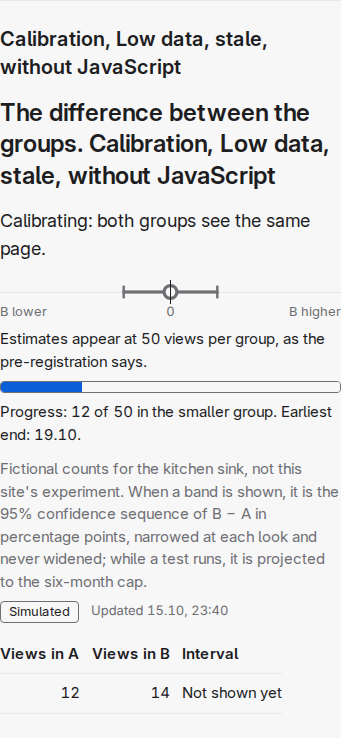 Calibration, Low data, stale,
without JavaScript
The difference between the
groups. Calibration, Low data,
stale, without JavaScript
Calibrating: both groups see the same
page.
B lower 0 B higher
Estimates appear at 50 views per group, as the
pre-registration says.
Progress: 12 of 50 in the smaller group. Earliest
end: 19.10.
Fictional counts for the kitchen sink, not this
site's experiment. When a band is shown, it is the
95% confidence sequence of B − A in
percentage points, narrowed at each look and
never widened; while a test runs, it is projected
to the six-month cap.
Simulated Updated 15.10, 23:40
Views in A Views in B Interval
12 14 Not shown yet